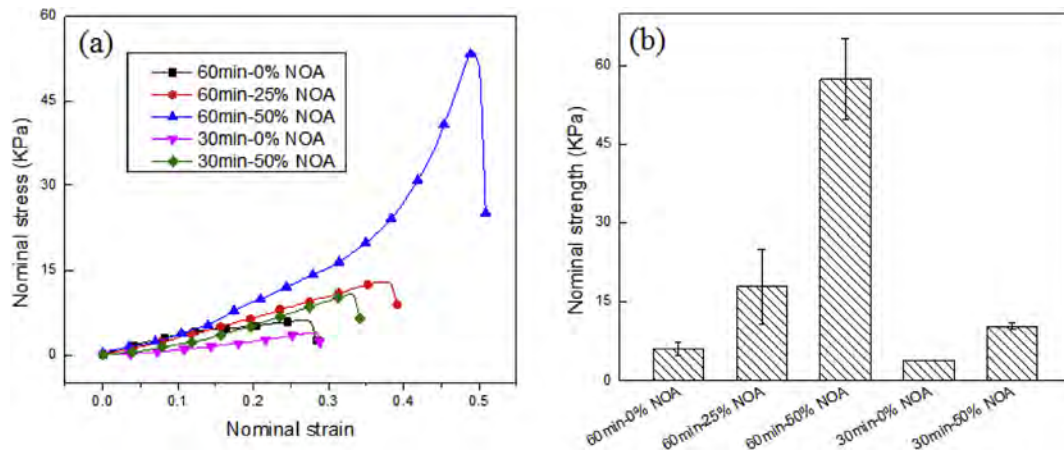 (a)
60min-0% NOA
60min-25% NOA
60min-50% NOA
30min-0% NOA
30min-50% NOA
Nominal stress (KPa)
60
45
30
15
0
0.0 0.1 0.2 0.3 0.4 0.5
Nominal strain
(b)
Nominal strength (KPa)
60
45
30
15
0
60min-0% NOA
60min-25% NOA
60min-50% NOA
30min-0% NOA
30min-50% NOA